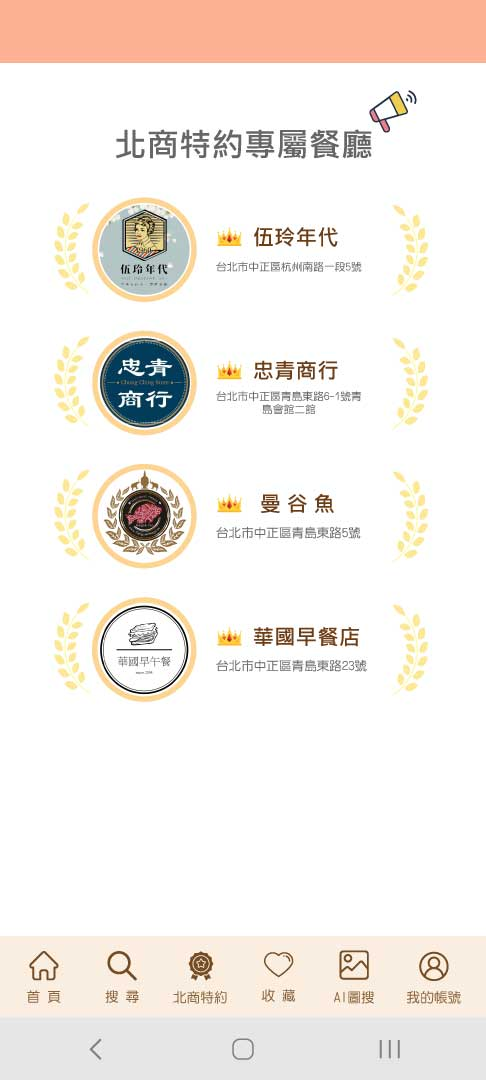 北商特約專屬餐廳
1960
伍玲年代
伍玲年代
台北市中正區杭州南路一段5號
忠青
Chung Ching Store
商行
忠青商行
台北市中正區青島東路6-1號青
島會館二館
曼谷魚
台北市中正區青島東路5號
華國早午餐
華國早餐店
台北市中正區青島東路23號
首頁
搜尋
北商特約
收藏
AI圖搜
我的帳號